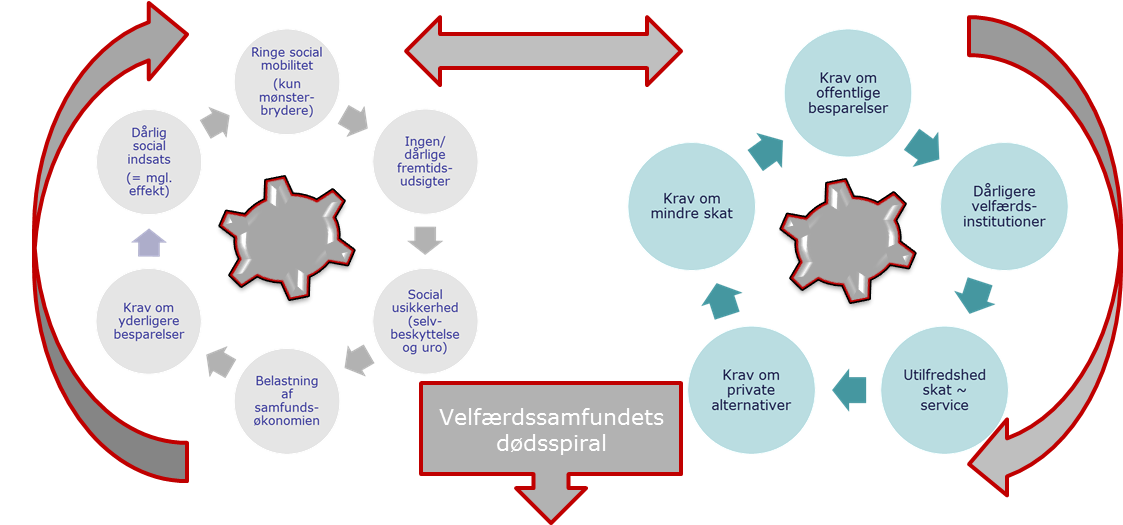 Ringe social
mobilitet
(kun
mønster-
brydere)
Ingen/
dårlige
fremtids-
udsigter
Social
usikkerhed
(selv-
beskyttelse
og uro)
Belastning
af
samfunds-
økonomien
Krav om
yderligere
besparelser
Dårlig
social
indsats
(= mgl.
effekt)
Krav om
offentlige
besparelser
Dårligere
velfærds-
institutioner
Utilfredshed
skat ~
service
Krav om
private
alternativer
Krav om
mindre skat
Velfærdssamfundets
dødsspiral